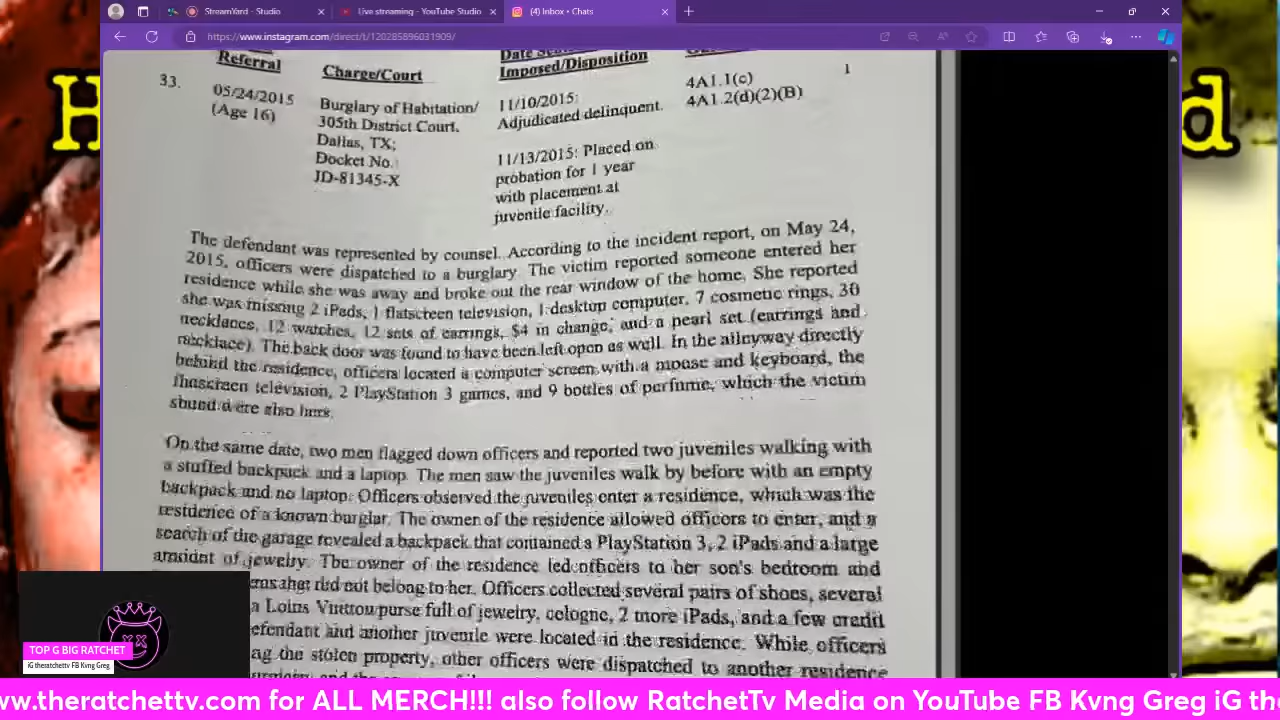 StreamYard - Studio
Live streaming - YouTube Studio
(4) Inbox • Chats
https://www.instagram.com/direct/t/120285896031909/
H
d
Referral
Charge/Court
Imposed/Disposition
33.
05/24/2015
(Age 16)
Burglary of Habitation/
305th District Court,
Dallas, TX;
Docket No.
JD-81345-X
11/10/2015:
Adjudicated delinquent.
11/13/2015: Placed on
probation for 1 year
with placement at
juvenile facility.
4A1.1(c)
4A1.2(d)(2)(B)
1
The defendant was represented by counsel. According to the incident report, on May 24,
2015, officers were dispatched to a burglary. The victim reported someone entered her
residence while she was away and broke out the rear window of the home. She reported
she was missing 2 iPads, 1 flatscreen television, 1 desktop computer, 7 cosmetic rings, 30
necklaces, 12 watches, 12 sets of earrings, $4 in change, and a pearl set (earrings and
necklace). The back door was found to have been left open as well. In the alleyway directly
behind the residence, officers located a computer screen with a mouse and keyboard, the
television, 2 PlayStation 3 games, and 9 bottles of perfume, which the victim
were also hers.
On the same date, two men flagged down officers and reported two juveniles walking with
a stuffed backpack and a laptop. The men saw the juveniles walk by before with an empty
backpack and no laptop. Officers observed the juveniles enter a residence, which was the
residence of a known burglar. The owner of the residence allowed officers to enter, and a
search of the garage revealed a backpack that contained a PlayStation 3, 2 iPads and a large
amount of jewelry. The owner of the residence led officers to her son's bedroom and
that did not belong to her. Officers collected several pairs of shoes, several
a Louis Vuitton purse full of jewelry, cologne, 2 more iPads, and a few credit
efendant and another juvenile were located in the residence. While officers
the stolen property, other officers were dispatched to another residence
TOP G BIG RATCHET
iG theratchettv FB Kvng Greg
ww.theratchettv.com for ALL MERCH!!! also follow RatchetTv Media on YouTube FB Kvng Greg iG th